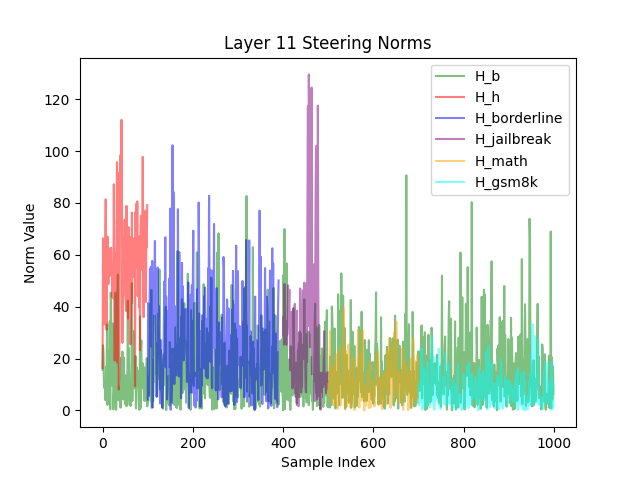 Layer 11 Steering Norms
H_b
H_h
H_borderline
H_jailbreak
H_math
H_gsm8k
Norm Value
120
100
80
60
40
20
0
0 200 400 600 800 1000
Sample Index